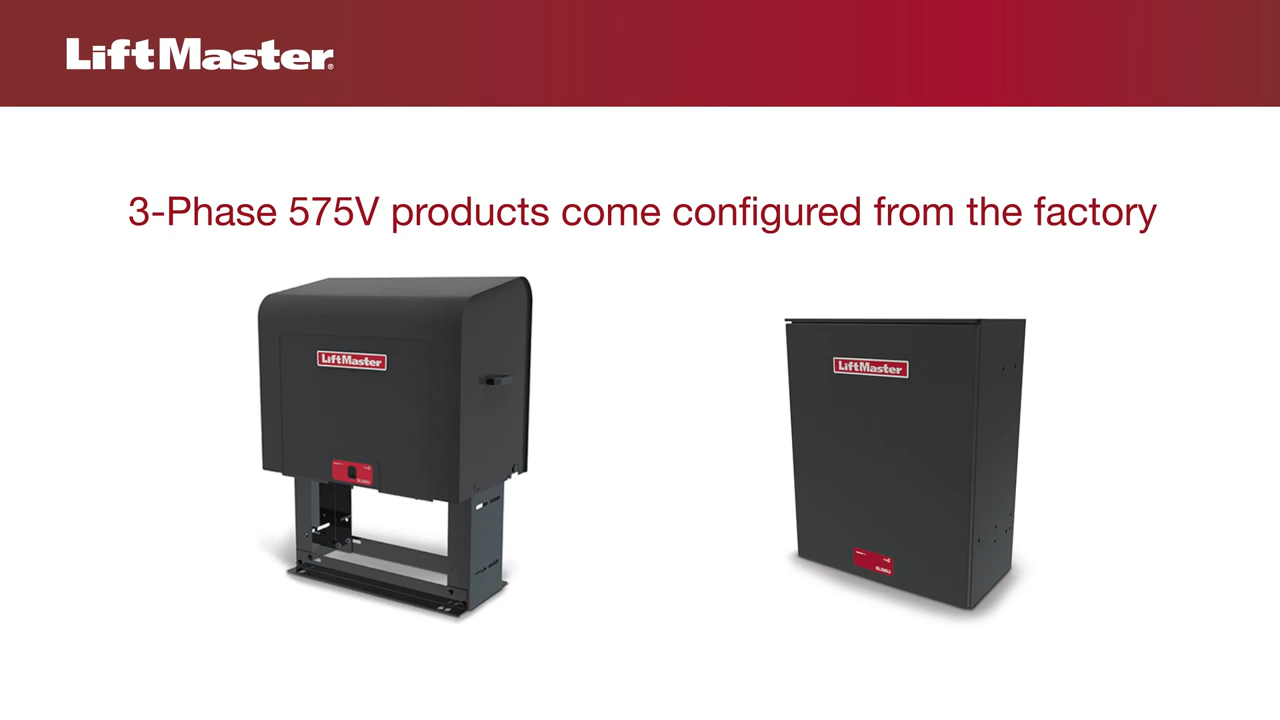 LiftMaster®
3-Phase 575V products come configured from the factory
LiftMaster
LiftMaster